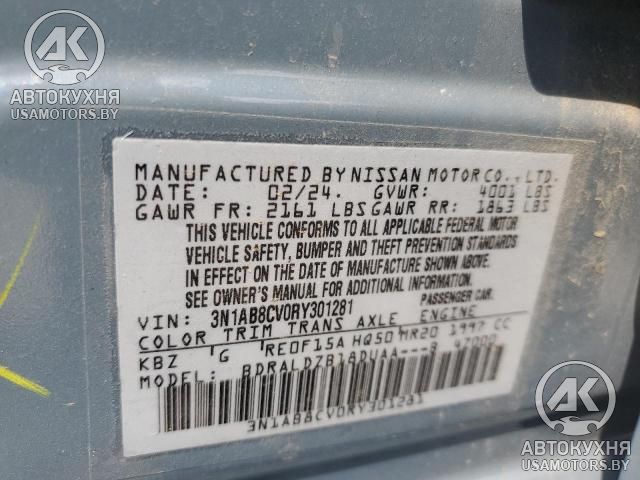 AK
АВТОКУХНЯ
USAMOTORS.BY
AK
MANUFACTURED BY NISSAN MOTOR CO., LTD.
DATE: 02/24. GVWR: 4001 LBS
GAWR FR: 2161 LBS GAWR RR: 1863 LBS
THIS VEHICLE CONFORMS TO ALL APPLICABLE FEDERAL MOTOR
VEHICLE SAFETY, BUMPER AND THEFT PREVENTION STANDARDS
IN EFFECT ON THE DATE OF MANUFACTURE SHOWN ABOVE.
SEE OWNER'S MANUAL FOR ADDITIONAL INFORMATION.
VIN: 3N1AB8CV0RY301281 PASSENGER CAR.
COLOR TRIM TRANS AXLE ENGINE
KBZ G RE0F15A HQ50 MR20 1997 CC
MODEL: BDRALDZB18DUAA---B 47000
3N1AB8CV0RY301281
AK
АВТОКУХНЯ
USAMOTORS.BY